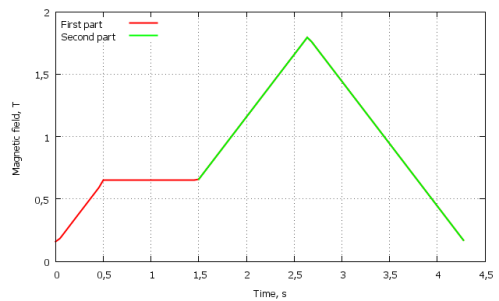 2
First part
Second part
1,5
1
0,5
0
Magnetic field, T
0 0,5 1 1,5 2 2,5 3 3,5 4 4,5
Time, s